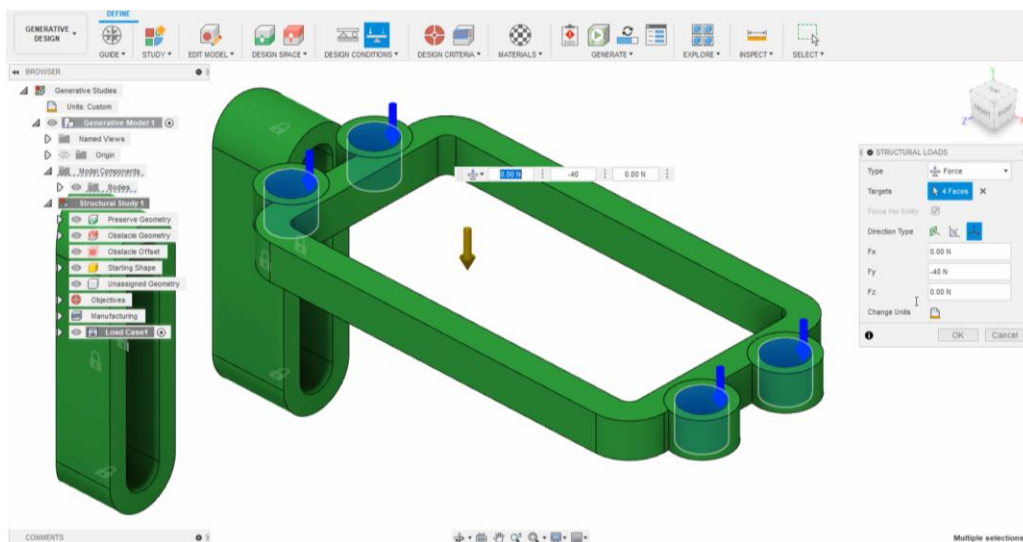 DEFINE
GENERATIVE DESIGN
GUIDE
STUDY
EDIT MODEL
DESIGN SPACE
DESIGN CONDITIONS
DESIGN CRITERIA
MATERIALS
GENERATE
EXPLORE
INSPECT
SELECT
BROWSER
Generative Studies
Units: Custom
Generative Model 1
Named Views
Origin
Model Components
Bodies
Structural Study 1
Preserve Geometry
Obstacle Geometry
Obstacle Offset
Starting Shape
Unassigned Geometry
Objectives
Manufacturing
Load Case1
0.00 N -40 0.00 N
FRONT
Y
Z
STRUCTURAL LOADS
Type Force
Targets 4 Faces
Force Per Entity
Direction Type
Fx 0.00 N
Fy -40 N
Fz 0.00 N
Change Units
OK Cancel
COMMENTS
Multiple selections